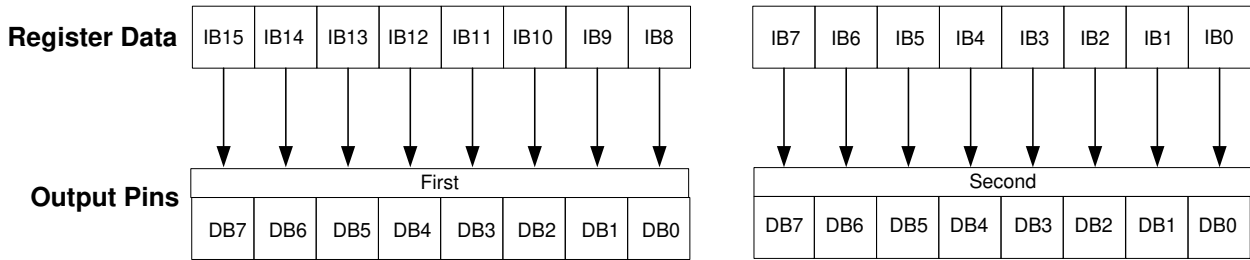 Register Data IB15 IB14 IB13 IB12 IB11 IB10 IB9 IB8 IB7 IB6 IB5 IB4 IB3 IB2 IB1 IB0
First Second
Output Pins
DB7 DB6 DB5 DB4 DB3 DB2 DB1 DB0 DB7 DB6 DB5 DB4 DB3 DB2 DB1 DB0